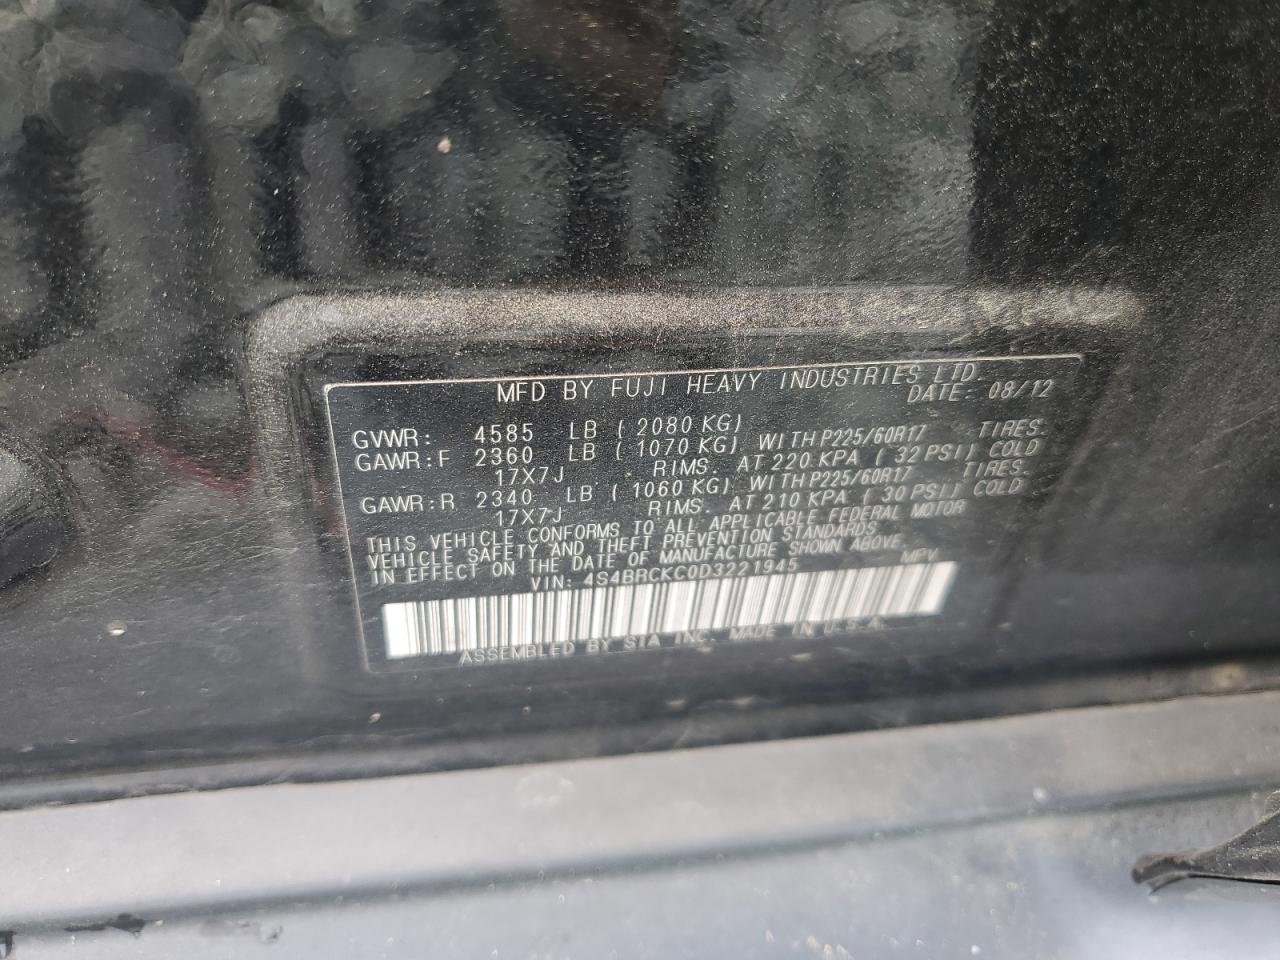 MFD BY FUJI HEAVY INDUSTRIES LTD.
DATE: 08/12
GVWR: 4585 LB ( 2080 KG)
GAWR:F 2360 LB ( 1070 KG) WITH P225/60R17 TIRES
17X7J RIMS. AT 220 KPA ( 32 PSI) COLD
GAWR:R 2340 LB ( 1060 KG) WITH P225/60R17 TIRES.
17X7J RIMS. AT 210 KPA ( 30 PSI) COLD
THIS VEHICLE CONFORMS TO ALL APPLICABLE FEDERAL MOTOR
VEHICLE SAFETY AND THEFT PREVENTION STANDARDS
IN EFFECT ON THE DATE OF MANUFACTURE SHOWN ABOVE.
VIN: 4S4BRCKC0D3221945 MPV
ASSEMBLED BY SIA INC. MADE IN U.S.A.